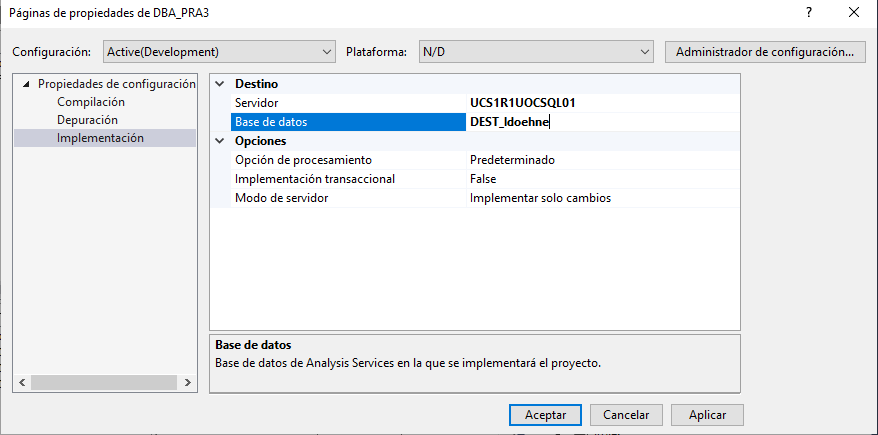 Páginas de propiedades de DBA_PRA3
Configuración: Active(Development) Plataforma: N/D Administrador de configuración...
Propiedades de configuración
Compilación
Depuración
Implementación
Destino
Servidor UCS1R1UOCSQL01
Base de datos DEST_ldoehne
Opciones
Opción de procesamiento Predeterminado
Implementación transaccional False
Modo de servidor Implementar solo cambios
Base de datos
Base de datos de Analysis Services en la que se implementará el proyecto.
Aceptar Cancelar Aplicar